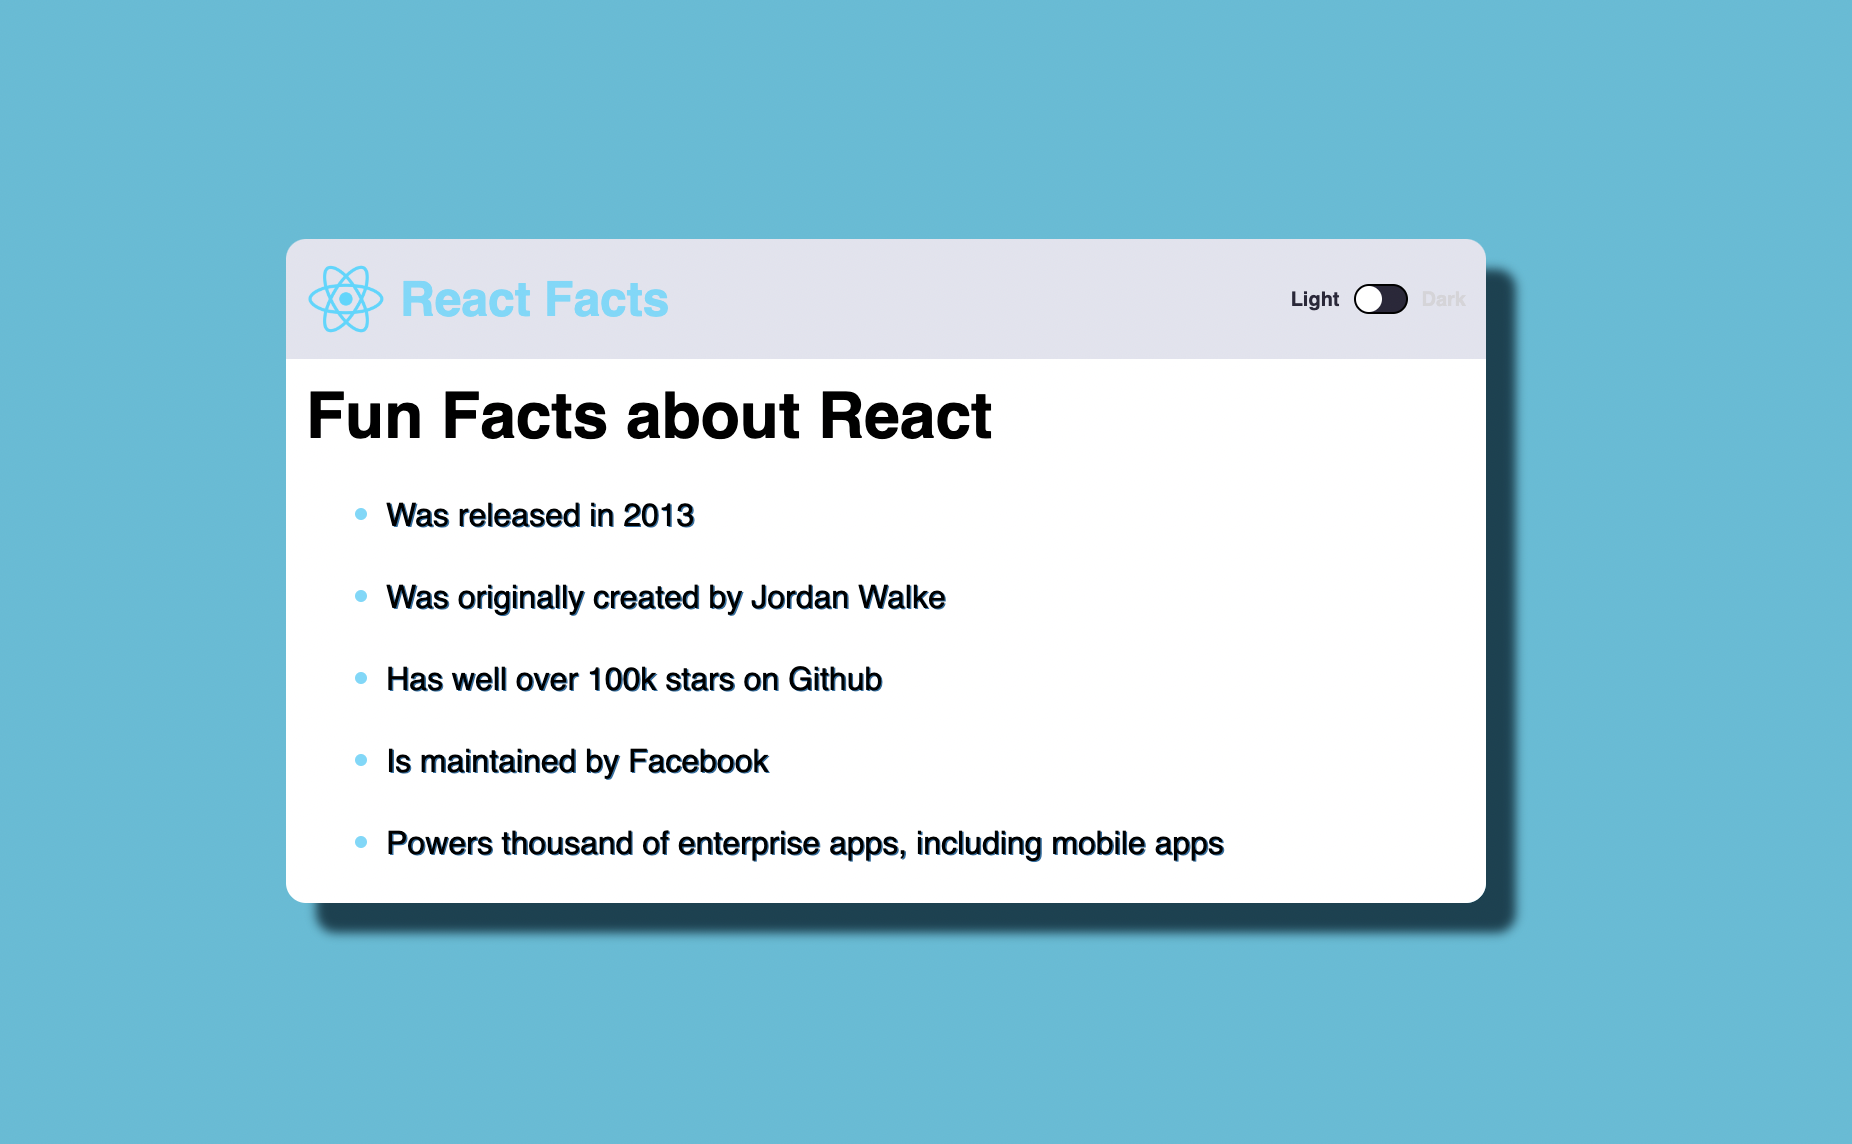 React Facts
Light Dark
Fun Facts about React
Was released in 2013
Was originally created by Jordan Walke
Has well over 100k stars on Github
Is maintained by Facebook
Powers thousand of enterprise apps, including mobile apps